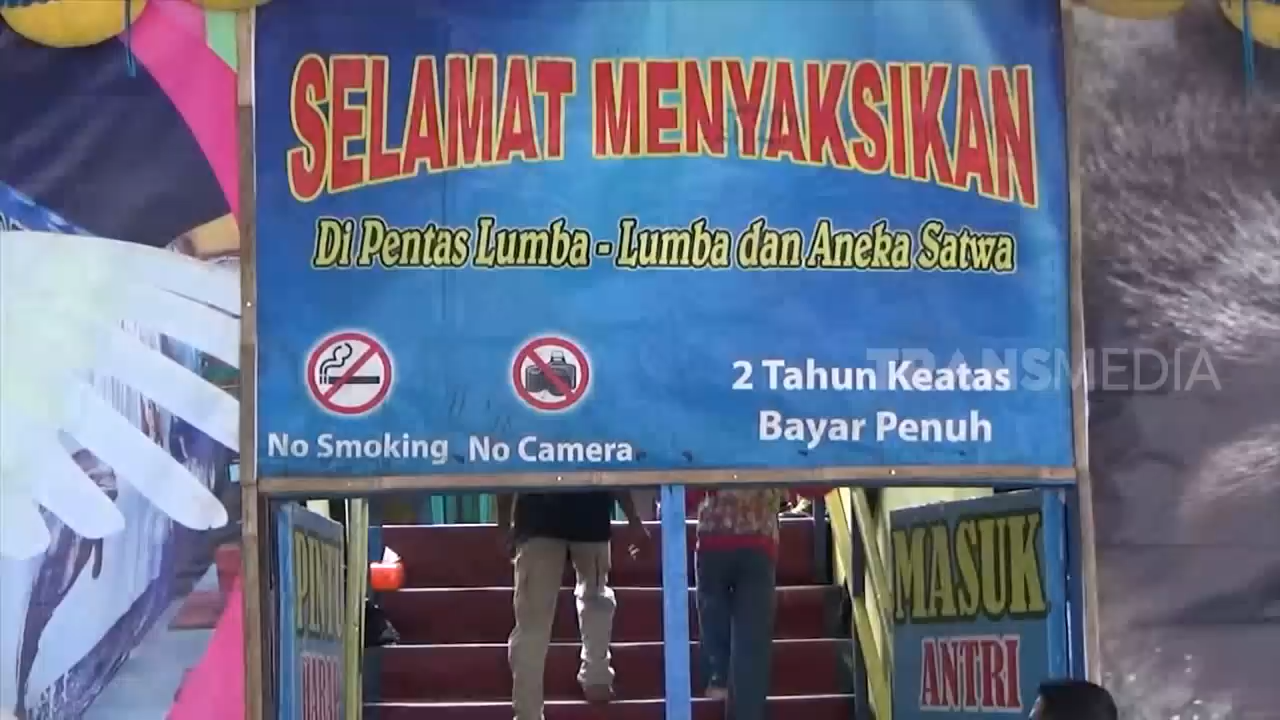 SELAMAT MENYAKSIKAN
Di Pentas Lumba - Lumba dan Aneka Satwa
2 Tahun Keatas
Bayar Penuh
No Smoking
No Camera
TRANSMEDIA
MASUK
ANTRI